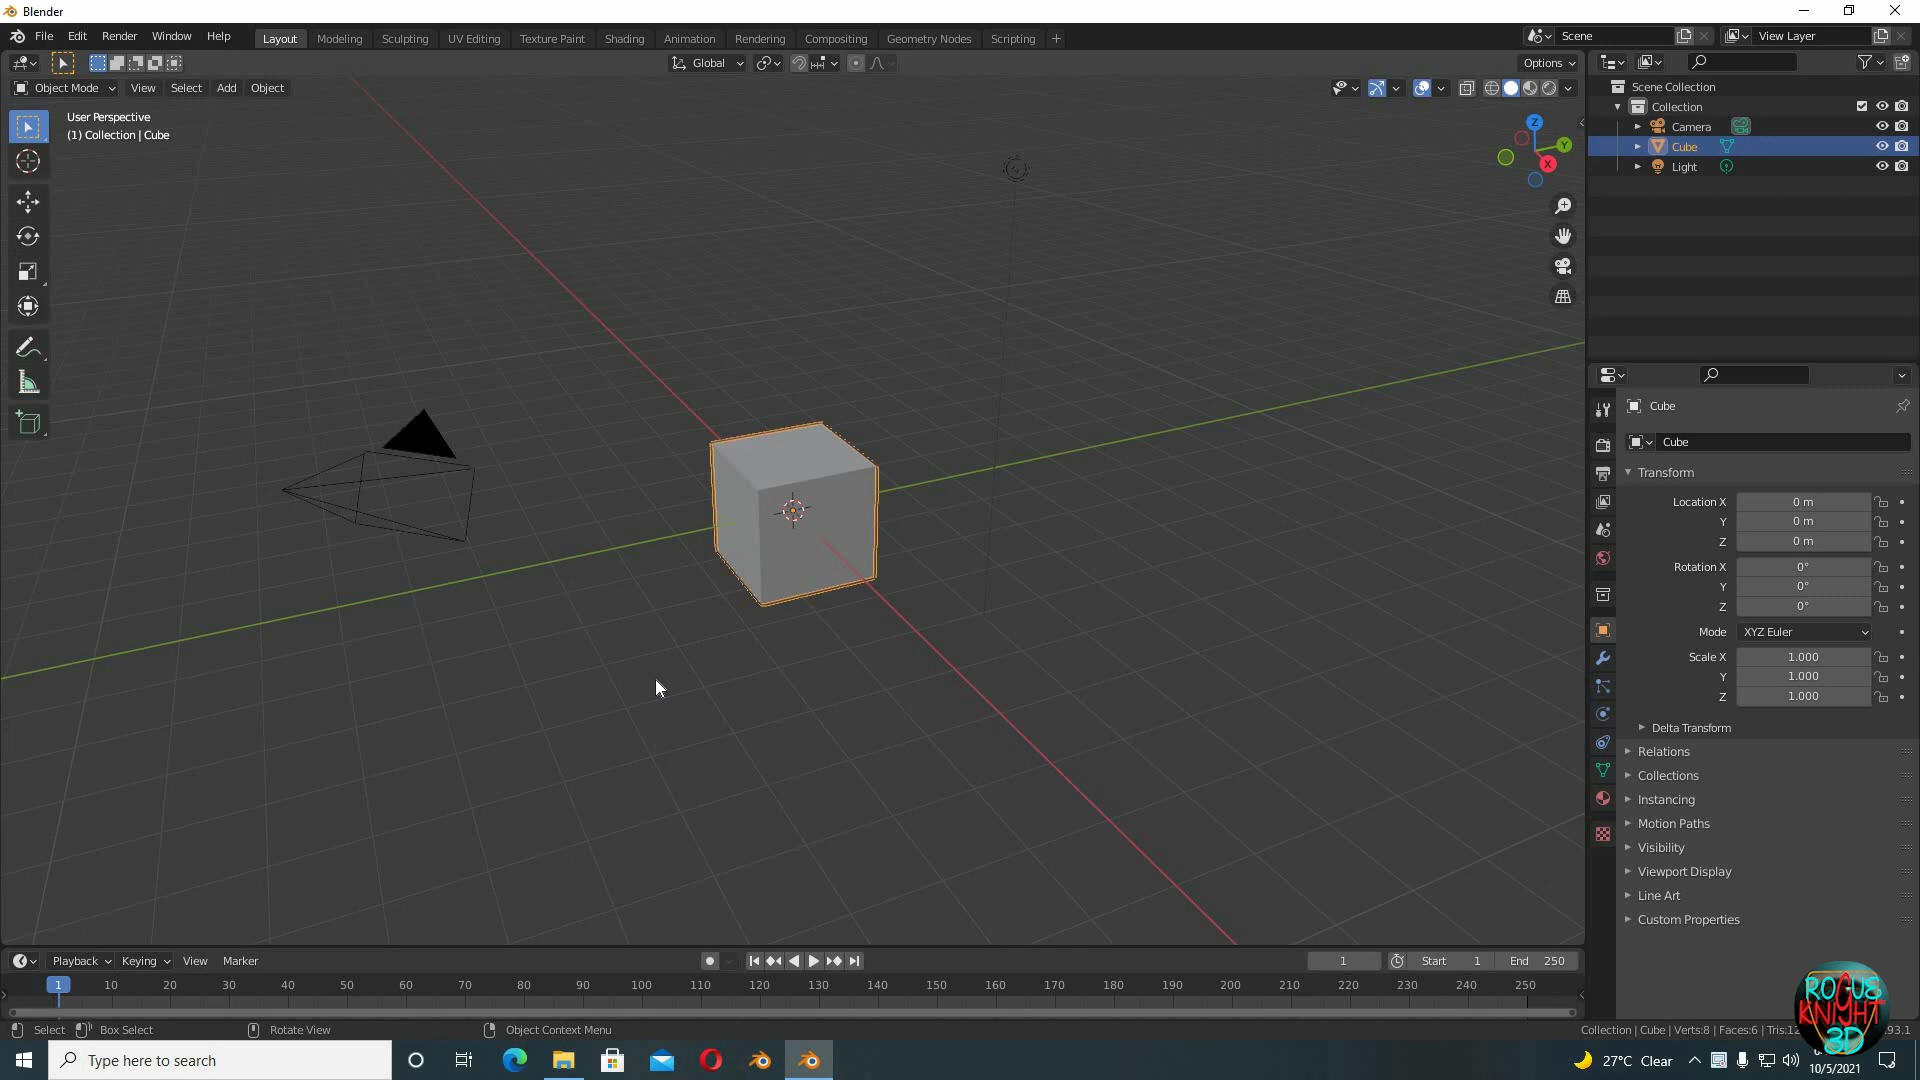 Blender
File Edit Render Window Help Layout Modeling Sculpting UV Editing Texture Paint Shading Animation Rendering Compositing Geometry Nodes Scripting + Scene View Layer
Global Options
Object Mode View Select Add Object
User Perspective
(1) Collection | Cube
Z
Y
X
Scene Collection
Collection
Camera
Cube
Light
Cube
Cube
Transform
Location X 0 m
Y 0 m
Z 0 m
Rotation X 0°
Y 0°
Z 0°
Mode XYZ Euler
Scale X 1.000
Y 1.000
Z 1.000
Delta Transform
Relations
Collections
Instancing
Motion Paths
Visibility
Viewport Display
Line Art
Custom Properties
Playback Keying View Marker 1 Start 1 End 250
1 10 20 30 40 50 60 70 80 90 100 110 120 130 140 150 160 170 180 190 200 210 220 230 240 250
Select Box Select Rotate View Object Context Menu Collection | Cube | Verts:8 | Faces:6 | Tris:12 .93.1
ROGUE
KNIGHT
3D
Type here to search 27°C Clear
10/5/2021